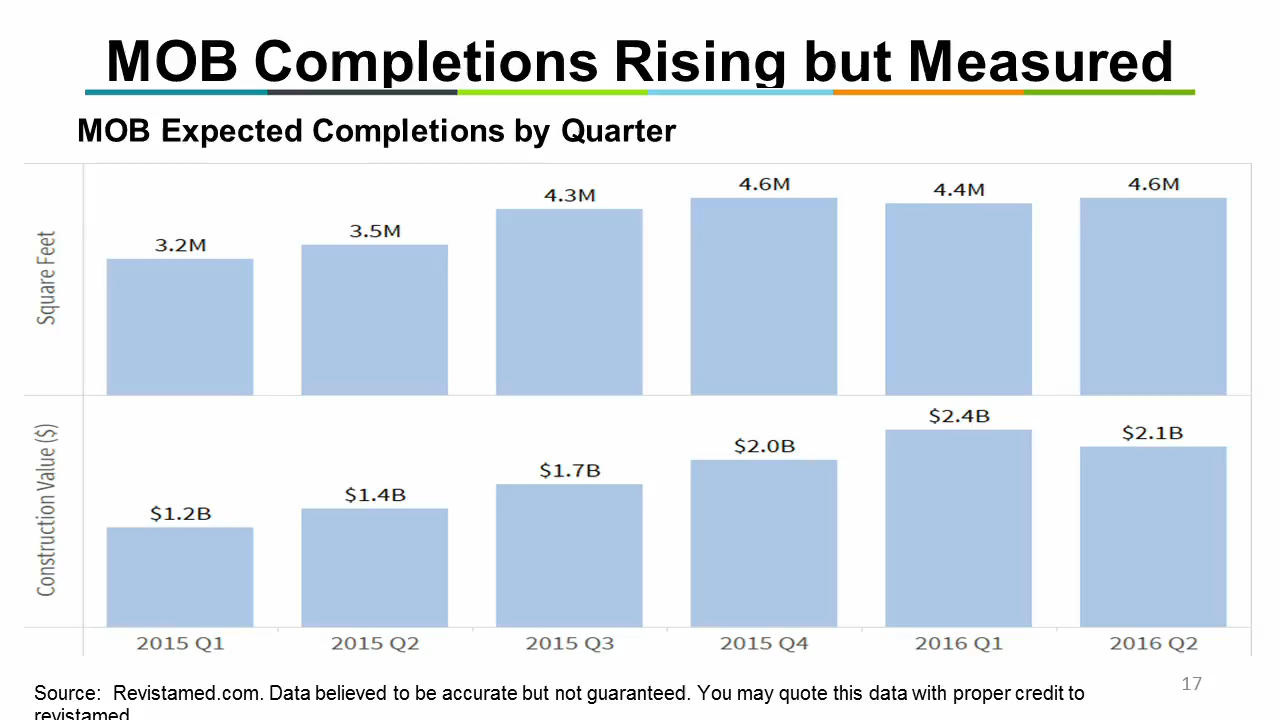 MOB Completions Rising but Measured
MOB Expected Completions by Quarter
Square Feet
3.2M
3.5M
4.3M
4.6M
4.4M
4.6M
Construction Value ($)
$1.2B
$1.4B
$1.7B
$2.0B
$2.4B
$2.1B
2015 Q1
2015 Q2
2015 Q3
2015 Q4
2016 Q1
2016 Q2
Source:  Revistamed.com. Data believed to be accurate but not guaranteed. You may quote this data with proper credit to
revistamed
17